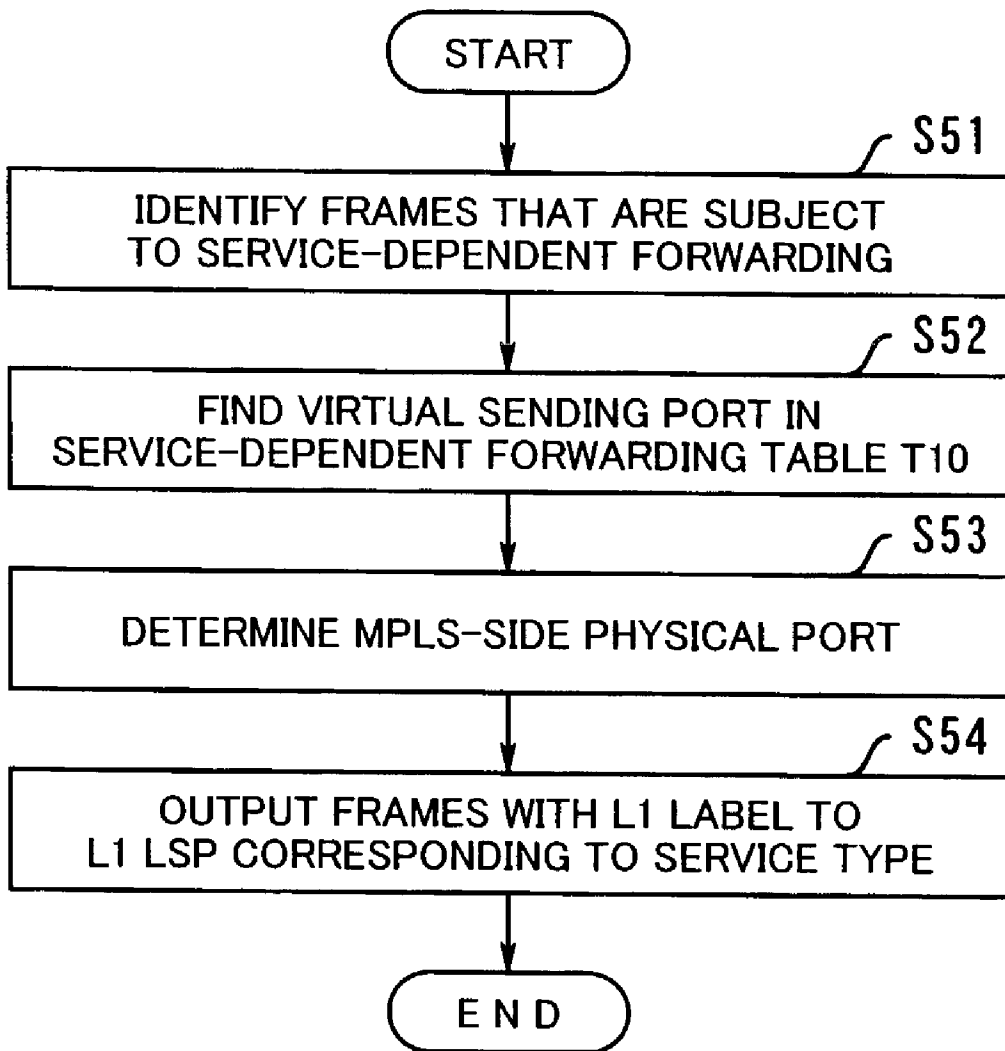 START
S51
IDENTIFY FRAMES THAT ARE SUBJECT
TO SERVICE-DEPENDENT FORWARDING
S52
FIND VIRTUAL SENDING PORT IN
SERVICE-DEPENDENT FORWARDING TABLE T10
S53
DETERMINE MPLS-SIDE PHYSICAL PORT
S54
OUTPUT FRAMES WITH L1 LABEL TO
L1 LSP CORRESPONDING TO SERVICE TYPE
END